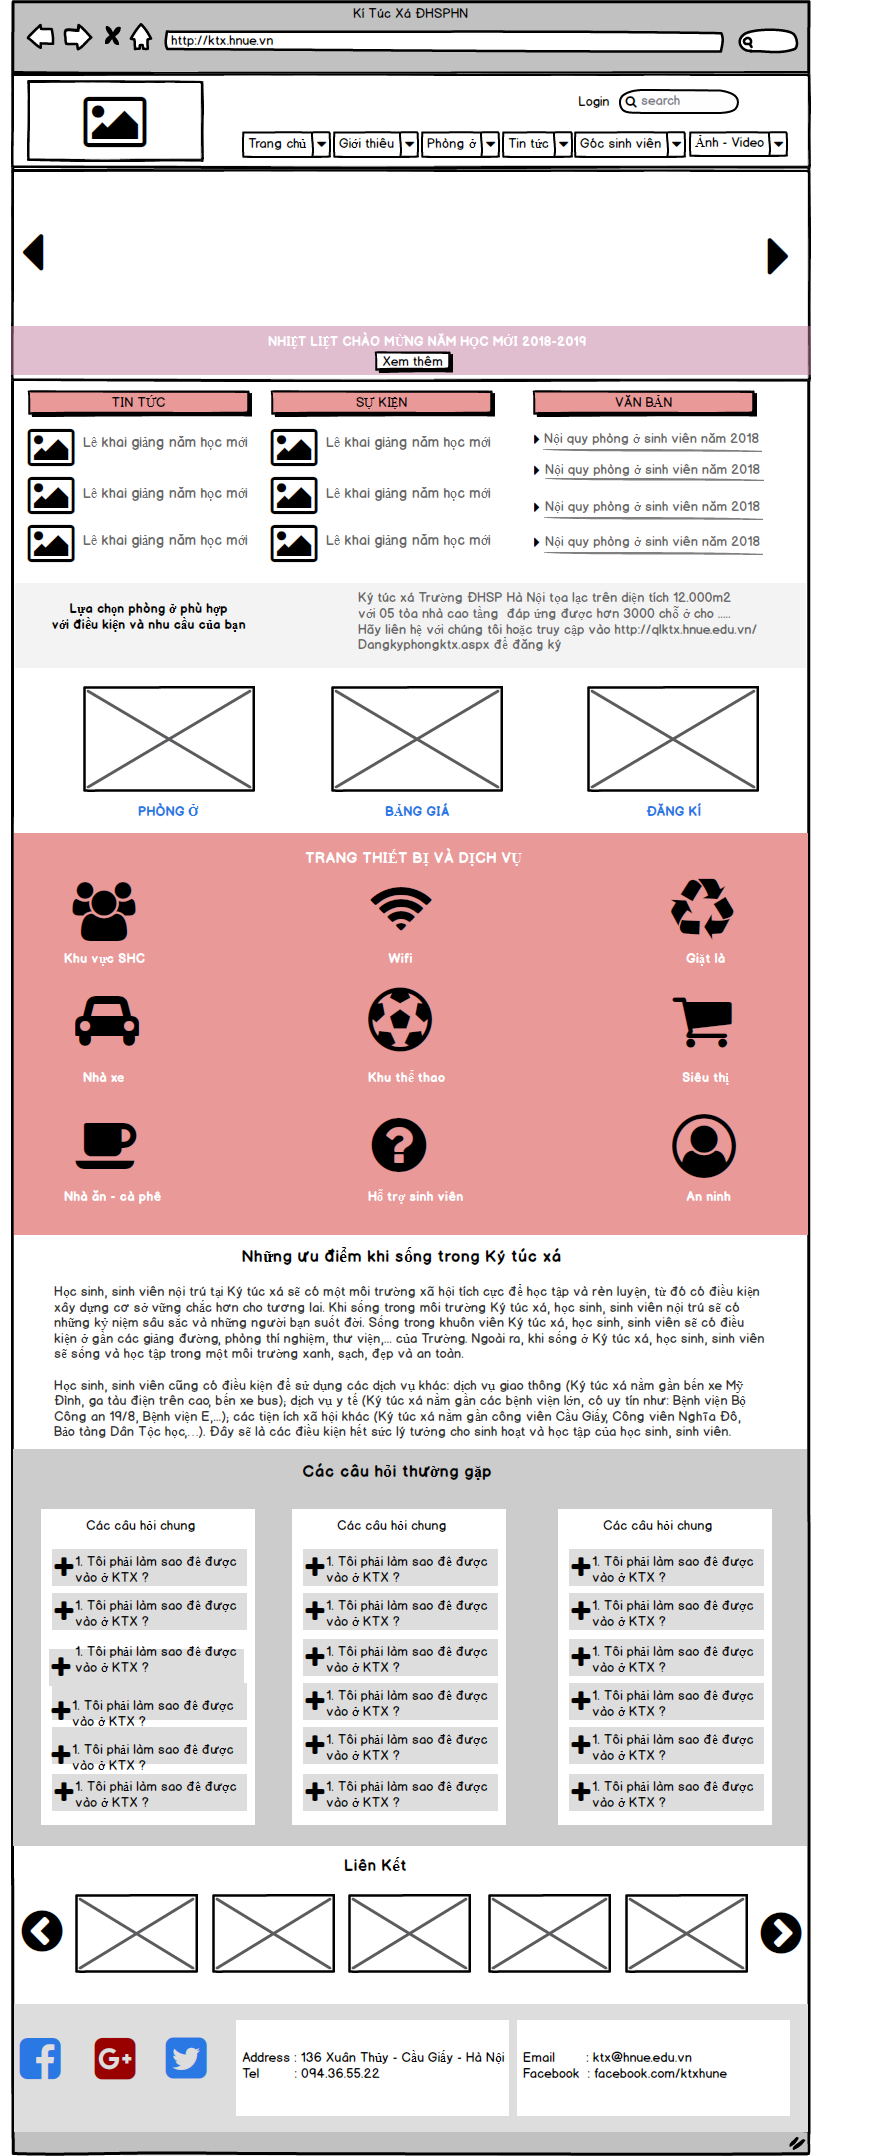 Kí Túc Xá ĐHSPHN
http://ktx.hnue.vn
Login
search
Trang chủ
Giới thiêu
Phòng ở
Tin tức
Góc sinh viên
Ảnh - Video
NHIỆT LIỆT CHÀO MỪNG NĂM HỌC MỚI 2018-2019
Xem thêm
TIN TỨC
SỰ KIỆN
VĂN BẢN
Lê khai giảng năm học mới
Lê khai giảng năm học mới
Nội quy phòng ở sinh viên năm 2018
Nội quy phòng ở sinh viên năm 2018
Lê khai giảng năm học mới
Lê khai giảng năm học mới
Nội quy phòng ở sinh viên năm 2018
Lê khai giảng năm học mới
Lê khai giảng năm học mới
Nội quy phòng ở sinh viên năm 2018
Lựa chọn phòng ở phù hợp
với điều kiện và nhu cầu của bạn
Ký túc xá Trường ĐHSP Hà Nội tọa lạc trên diện tích 12.000m2
với 05 tòa nhà cao tầng đáp ứng được hơn 3000 chỗ ở cho .....
Hãy liên hệ với chúng tôi hoặc truy cập vào http://qlktx.hnue.edu.vn/
Dangkyphongktx.aspx để đăng ký
PHÒNG Ở
BẢNG GIÁ
ĐĂNG KÍ
TRANG THIẾT BỊ VÀ DỊCH VỤ
Khu vực SHC
Wifi
Giặt là
Nhà xe
Khu thể thao
Siêu thị
Nhà ăn - cà phê
Hỗ trợ sinh viên
An ninh
Những ưu điểm khi sống trong Ký túc xá
Học sinh, sinh viên nội trú tại Ký túc xá sẽ có một môi trường xã hội tích cực để học tập và rèn luyện, từ đó có điều kiện
xây dựng cơ sở vững chắc hơn cho tương lai. Khi sống trong môi trường Ký túc xá, học sinh, sinh viên nội trú sẽ có
những kỷ niệm sâu sắc và những người bạn suốt đời. Sống trong khuôn viên Ký túc xá, học sinh, sinh viên sẽ có điều
kiện ở gần các giảng đường, phòng thí nghiệm, thư viện,... của Trường. Ngoài ra, khi sống ở Ký túc xá, học sinh, sinh viên
sẽ sống và học tập trong một môi trường xanh, sạch, đẹp và an toàn.
Học sinh, sinh viên cũng có điều kiện để sử dụng các dịch vụ khác: dịch vụ giao thông (Ký túc xá nằm gần bến xe Mỹ
Đình, ga tàu điện trên cao, bến xe bus); dịch vụ y tế (Ký túc xá nằm gần các bệnh viện lớn, có uy tín như: Bệnh viện Bộ
Công an 19/8, Bệnh viện E,...); các tiện ích xã hội khác (Ký túc xá nằm gần công viên Cầu Giấy, Công viên Nghĩa Đô,
Bảo tàng Dân Tộc học,...). Đây sẽ là các điều kiện hết sức lý tưởng cho sinh hoạt và học tập của học sinh, sinh viên.
Các câu hỏi thường gặp
Các câu hỏi chung
1. Tôi phải làm sao đê được
vào ở KTX ?
1. Tôi phải làm sao đê được
vào ở KTX ?
1. Tôi phải làm sao đê được
vào ở KTX ?
1. Tôi phải làm sao đê được
vào ở KTX ?
1. Tôi phải làm sao đê được
vào ở KTX ?
1. Tôi phải làm sao đê được
vào ở KTX ?
Các câu hỏi chung
1. Tôi phải làm sao đê được
vào ở KTX ?
1. Tôi phải làm sao đê được
vào ở KTX ?
1. Tôi phải làm sao đê được
vào ở KTX ?
1. Tôi phải làm sao đê được
vào ở KTX ?
1. Tôi phải làm sao đê được
vào ở KTX ?
1. Tôi phải làm sao đê được
vào ở KTX ?
Các câu hỏi chung
1. Tôi phải làm sao đê được
vào ở KTX ?
1. Tôi phải làm sao đê được
vào ở KTX ?
1. Tôi phải làm sao đê được
vào ở KTX ?
1. Tôi phải làm sao đê được
vào ở KTX ?
1. Tôi phải làm sao đê được
vào ở KTX ?
1. Tôi phải làm sao đê được
vào ở KTX ?
Liên Kết
Address : 136 Xuân Thủy - Cầu Giấy - Hà Nội
Tel : 094.36.55.22
Email : ktx@hnue.edu.vn
Facebook : facebook.com/ktxhune